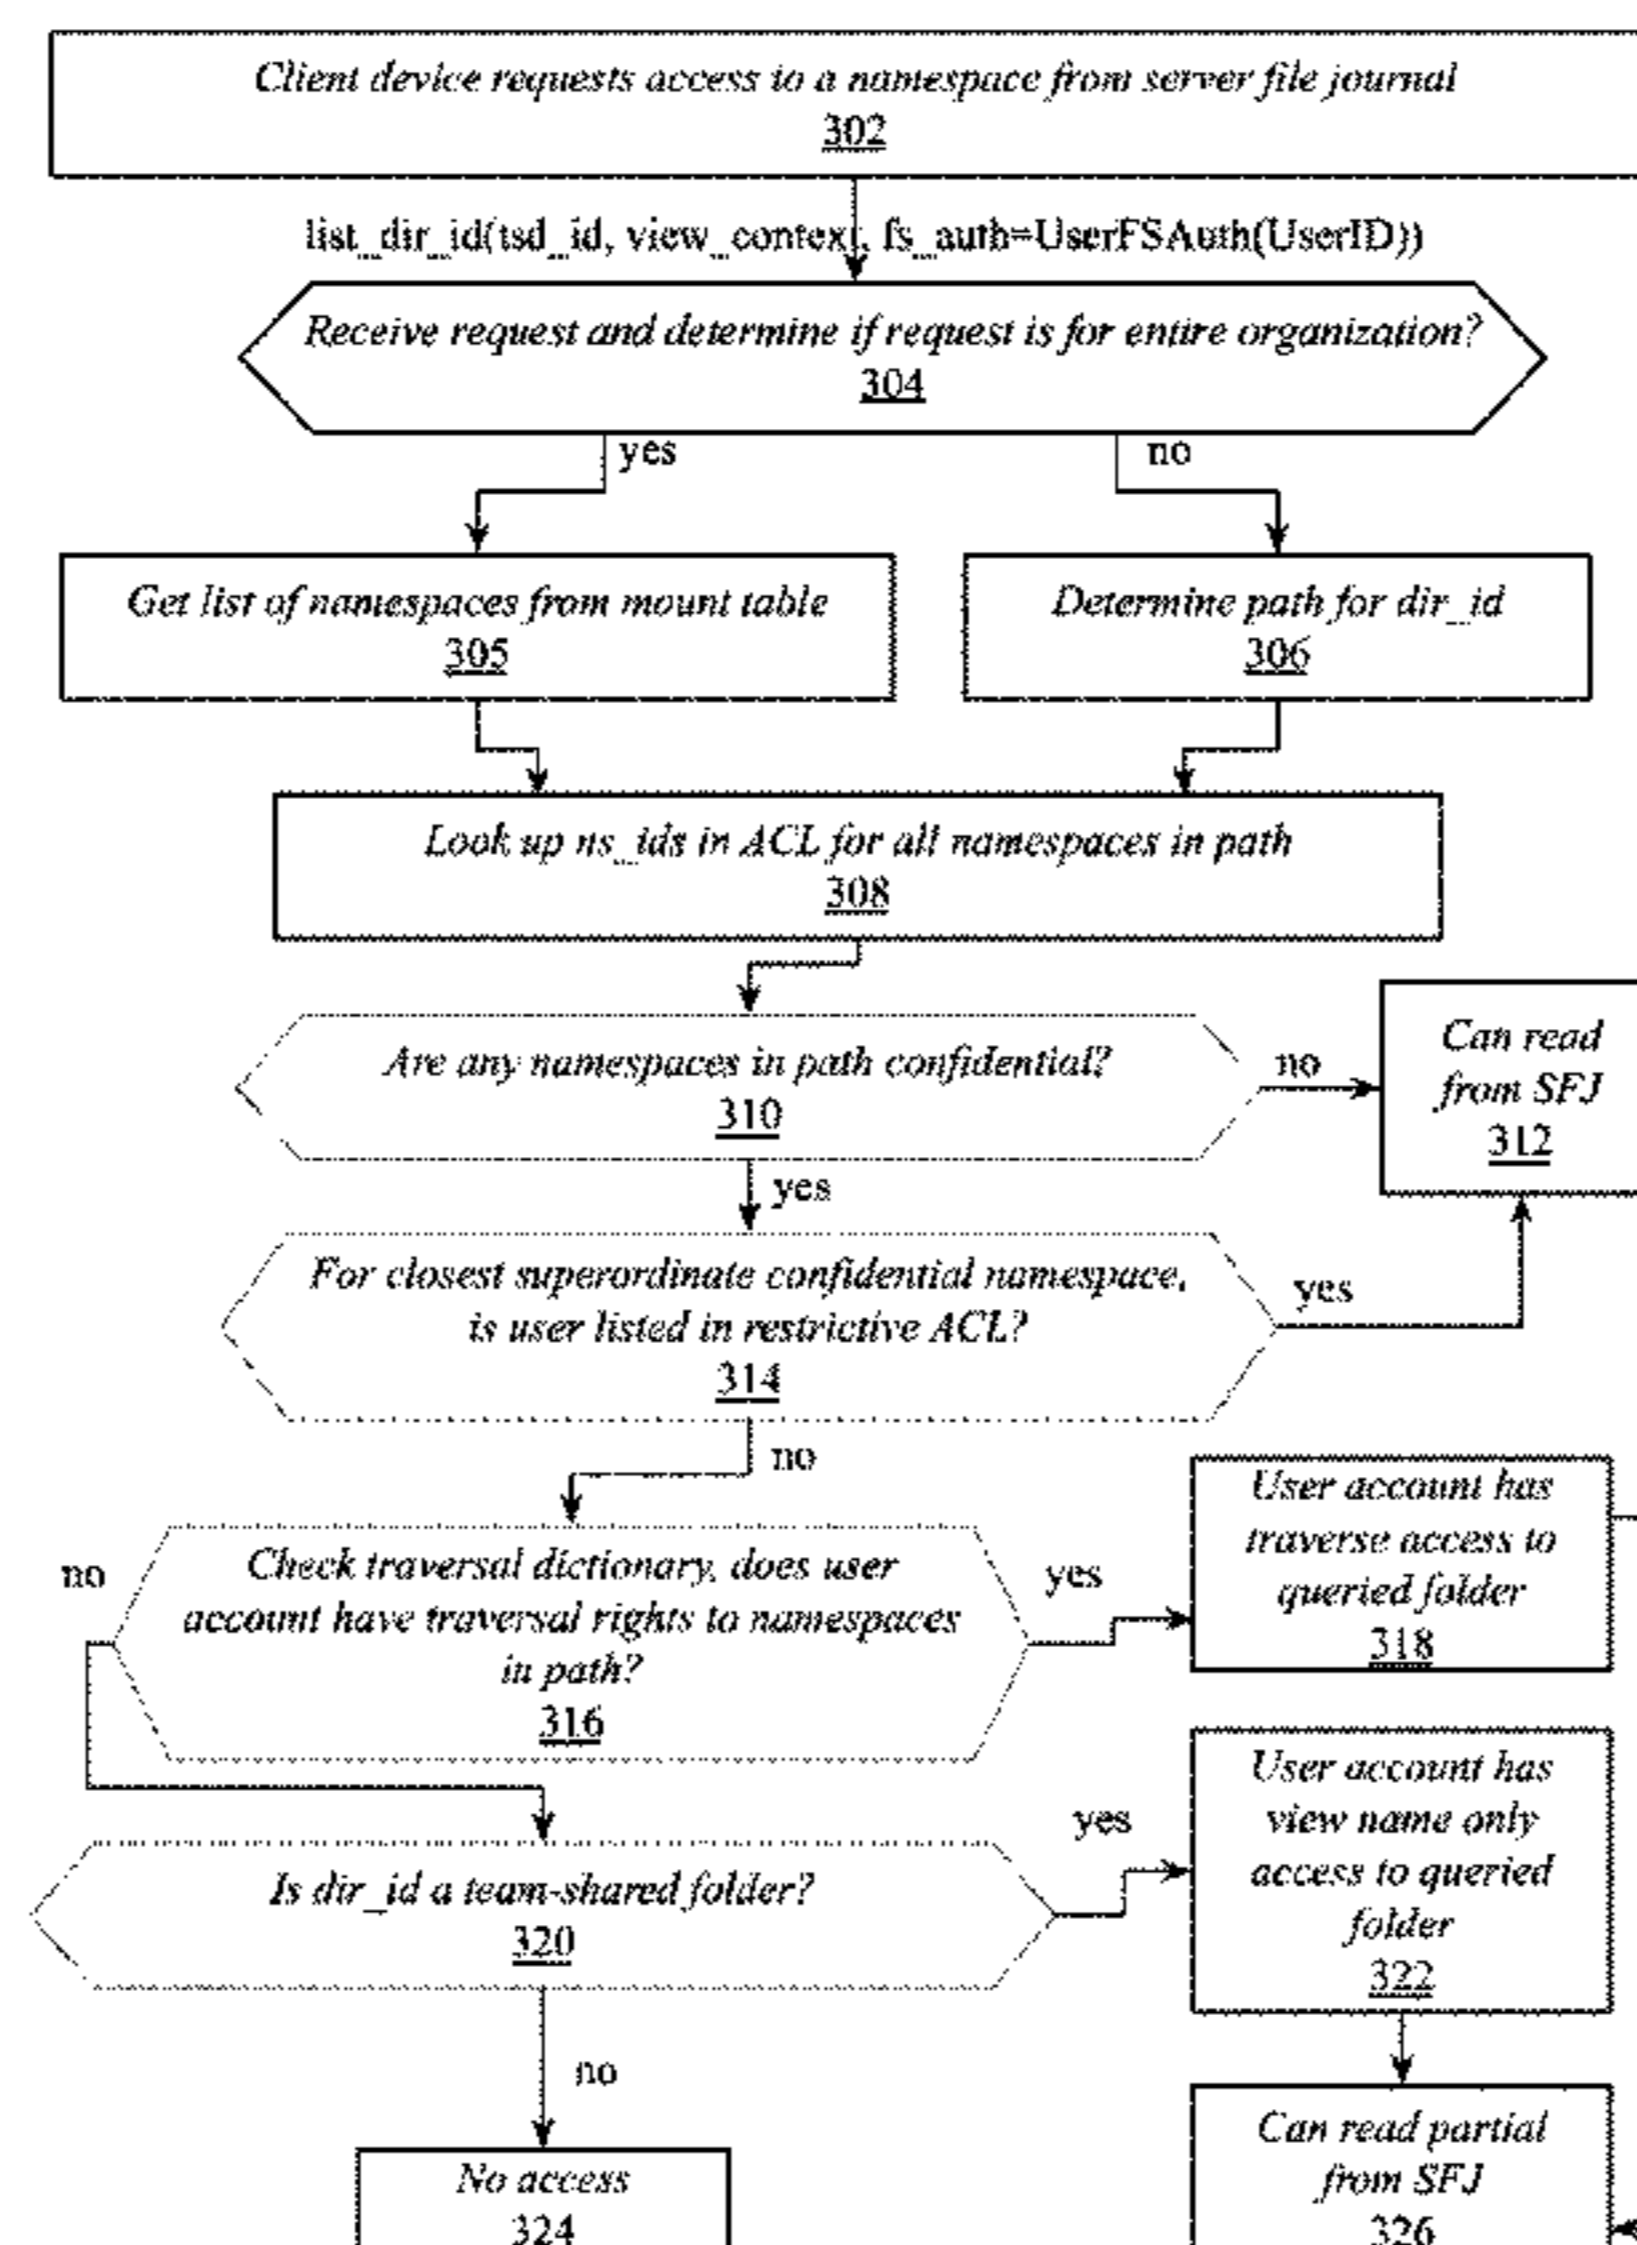 Client device requests access to a namespace from server file journal
302
list_dir_id(tsd_id, view_context, fs_auth=UserFSAuth(UserID))
Receive request and determine if request is for entire organization?
304
yes
no
Get list of namespaces from mount table
305
Determine path for dir_id
306
Look up ns_ids in ACL for all namespaces in path
308
Are any namespaces in path confidential?
310
no
Can read
from SFJ
312
yes
For closest superordinate confidential namespace,
is user listed in restrictive ACL?
314
yes
no
Check traversal dictionary, does user
account have traversal rights to namespaces
in path?
316
no
yes
User account has
traverse access to
queried folder
318
Is dir_id a team-shared folder?
320
yes
User account has
view name only
access to queried
folder
322
no
No access
324
Can read partial
from SFJ
326